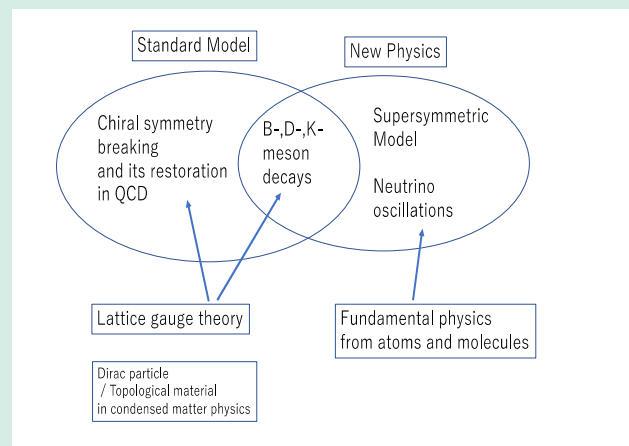 Standard Model
New Physics
Chiral symmetry
breaking
and its restoration
in QCD
B-,D-,K-
meson
decays
Supersymmetric
Model
Neutrino
oscillations
Lattice gauge theory
Fundamental physics
from atoms and molecules
Dirac particle
/ Topological material
in condensed matter physics